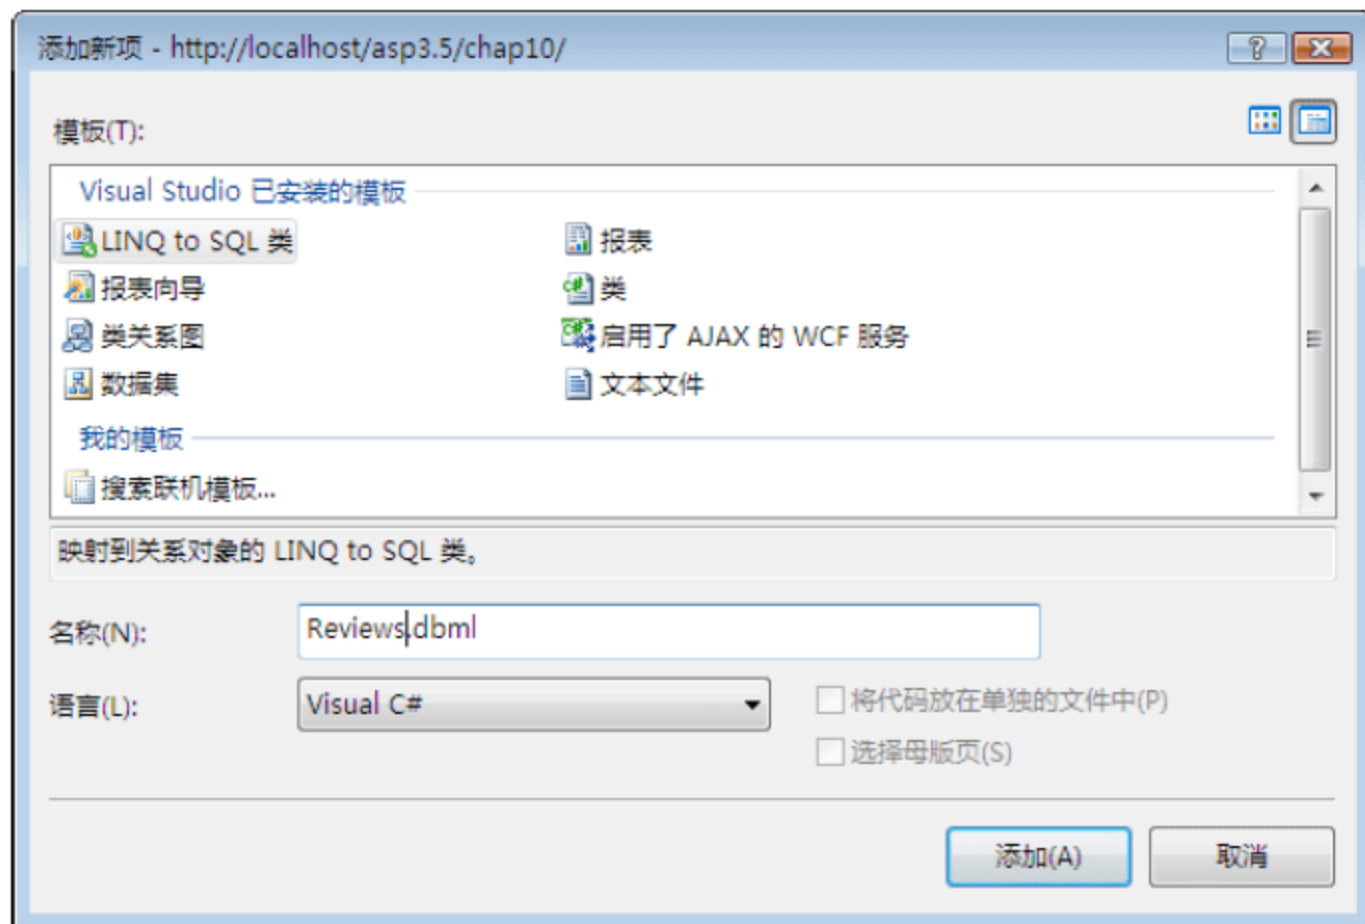 添加新项 - http://localhost/asp3.5/chap10/
模板(T):
Visual Studio 已安装的模板
LINQ to SQL 类 报表
报表向导 类
类关系图 启用了 AJAX 的 WCF 服务
数据集 文本文件
我的模板
搜索联机模板...
映射到关系对象的 LINQ to SQL 类。
名称(N): Reviews.dbml
语言(L): Visual C# 将代码放在单独的文件中(P)
选择母版页(S)
添加(A) 取消